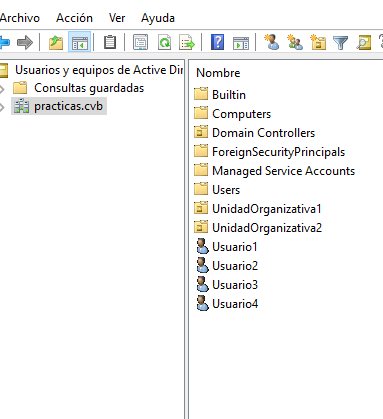 Archivo Acción Ver Ayuda
Usuarios y equipos de Active Dir
Consultas guardadas
practicas.cvb
Nombre
Builtin
Computers
Domain Controllers
ForeignSecurityPrincipals
Managed Service Accounts
Users
UnidadOrganizativa1
UnidadOrganizativa2
Usuario1
Usuario2
Usuario3
Usuario4